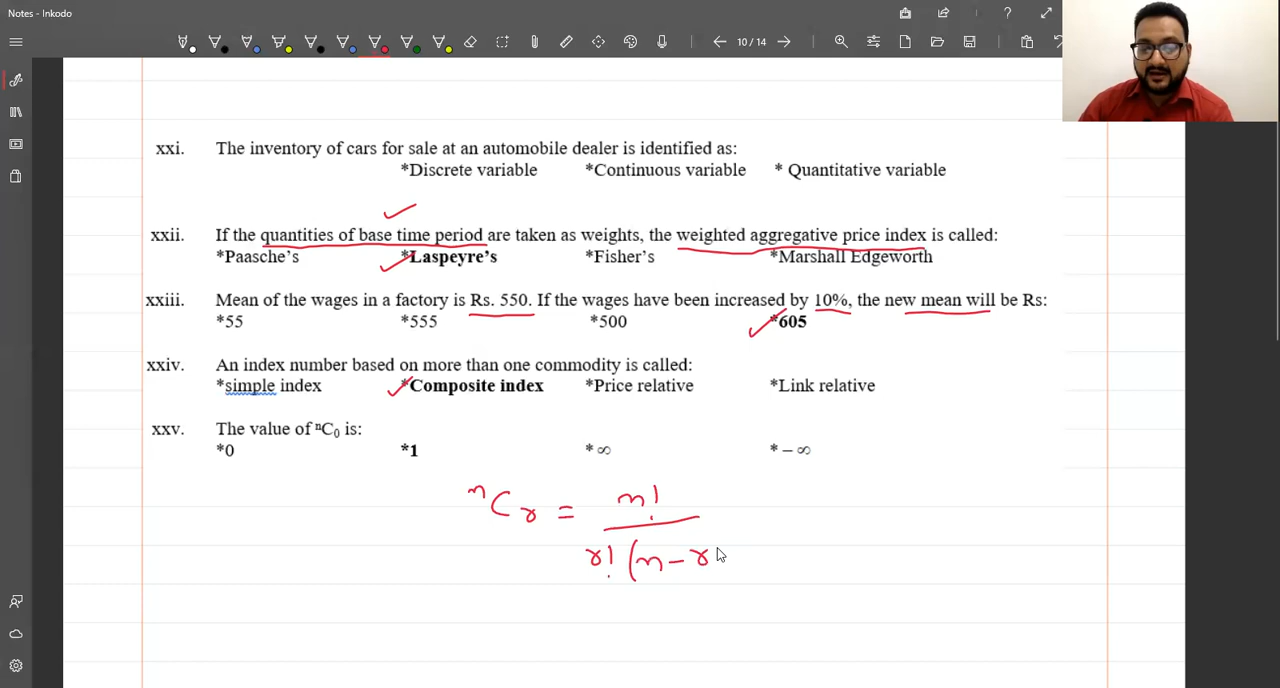 Notes - Inkodo
10 / 14
xxi. The inventory of cars for sale at an automobile dealer is identified as:
*Discrete variable *Continuous variable * Quantitative variable
xxii. If the quantities of base time period are taken as weights, the weighted aggregative price index is called:
*Paasche's *Laspeyre's *Fisher's *Marshall Edgeworth
xxiii. Mean of the wages in a factory is Rs. 550. If the wages have been increased by 10%, the new mean will be Rs:
*55 *555 *500 *605
xxiv. An index number based on more than one commodity is called:
*simple index *Composite index *Price relative *Link relative
xxv. The value of ⁿC₀ is:
*0 *1 * ∞ * – ∞
n!
ⁿCr =
r! (n – r